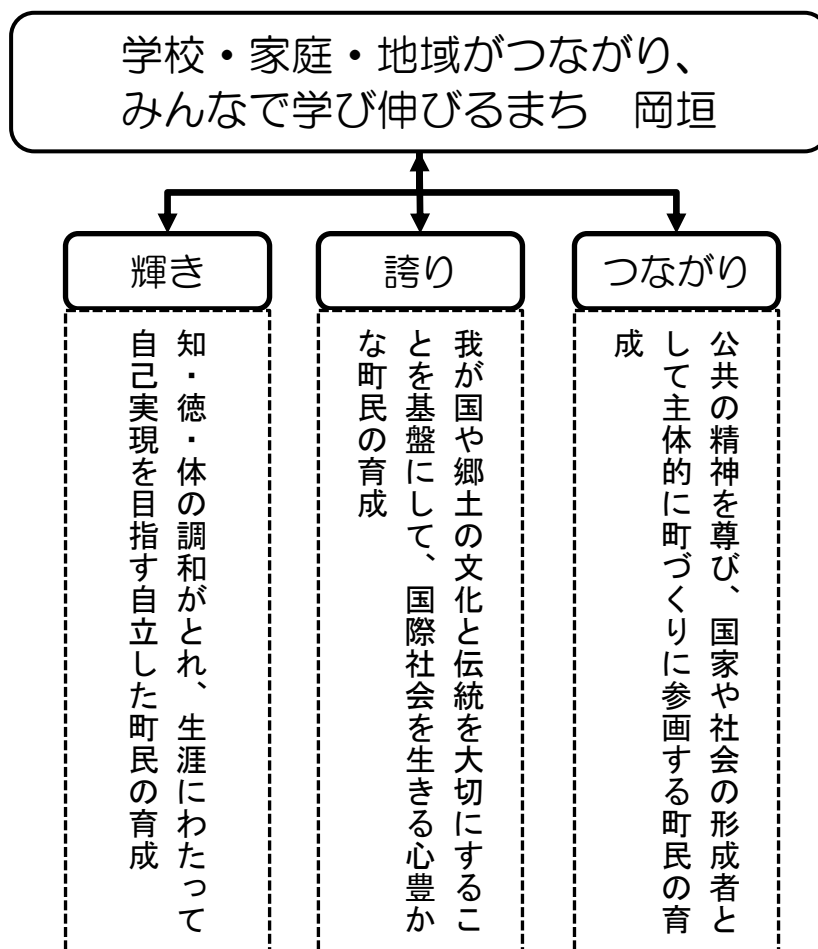 学校・家庭・地域がつながり、
みんなで学び伸びるまち　岡垣
輝き
知・徳・体の調和がとれ、生涯にわたって
自己実現を目指す自立した町民の育成
誇り
我が国や郷土の文化と伝統を大切にするこ
とを基盤にして、国際社会を生きる心豊か
な町民の育成
つながり
公共の精神を尊び、国家や社会の形成者と
して主体的に町づくりに参画する町民の育
成